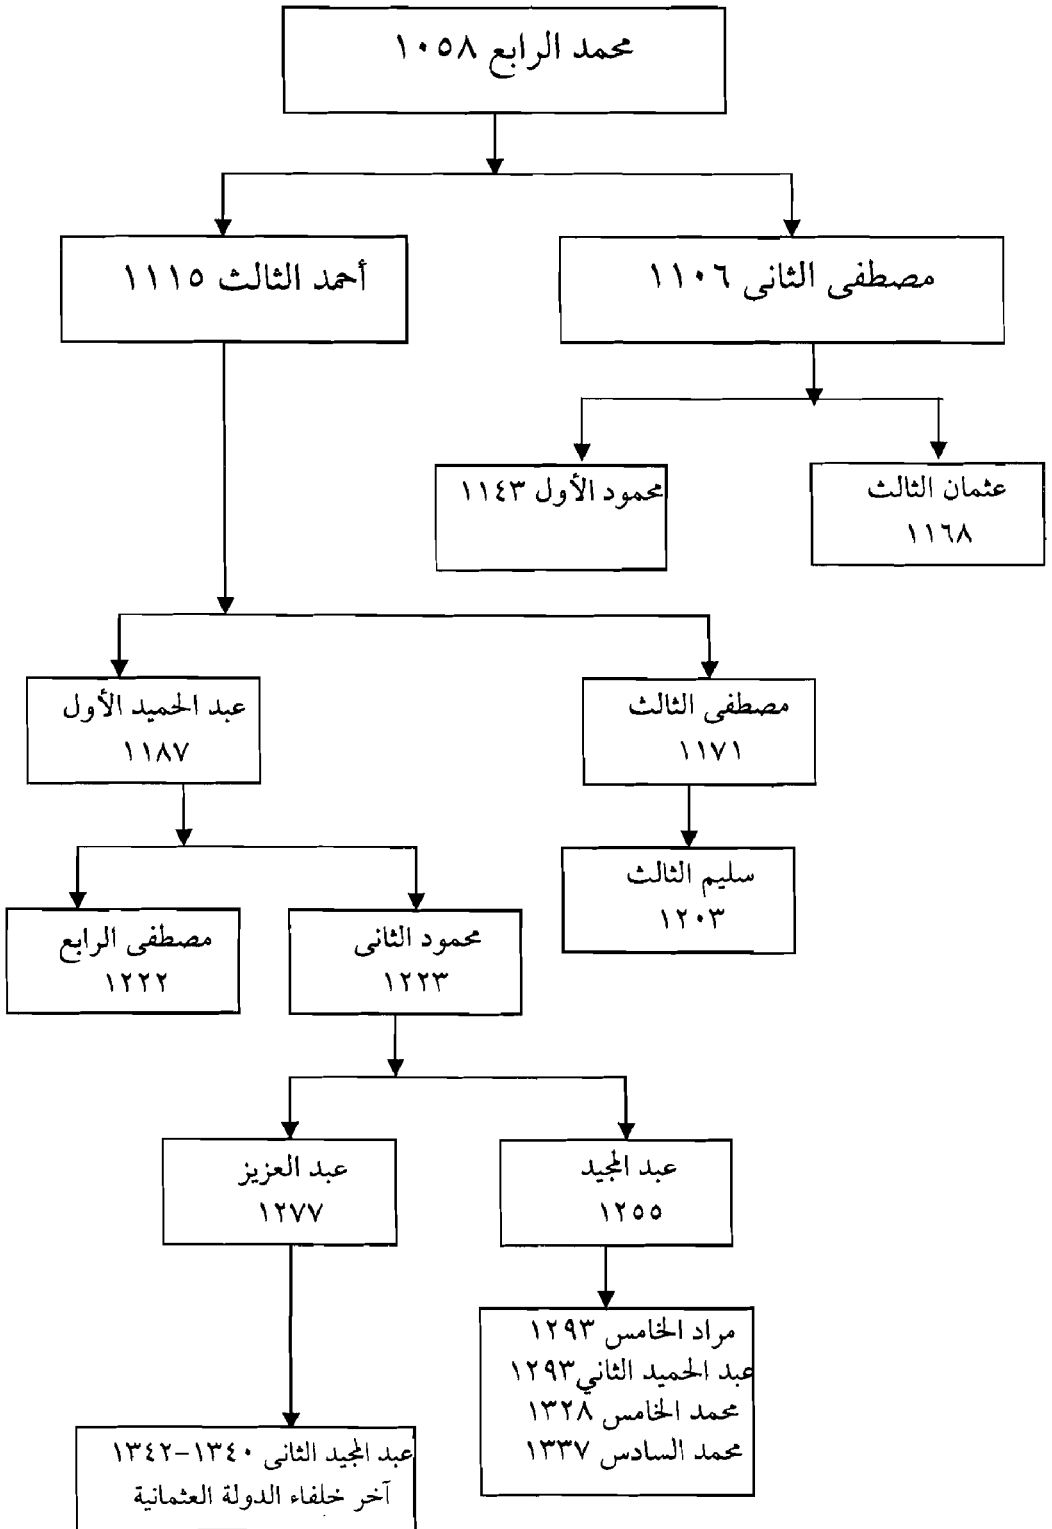 محمد الرابع ١٠٥٨
مصطفى الثانى ١١٠٦
أحمد الثالث ١١١٥
عثمان الثالث
١١٦٨
محمود الأول ١١٤٣
مصطفى الثالث
١١٧١
عبد الحميد الأول
١١٨٧
سليم الثالث
١٢٠٣
محمود الثانى
١٢٢٣
مصطفى الرابع
١٢٢٢
عبد المجيد
١٢٥٥
عبد العزيز
١٢٧٧
مراد الخامس ١٢٩٣
عبد الحميد الثاني١٢٩٣
محمد الخامس ١٣٢٨
محمد السادس ١٣٣٧
عبد المجيد الثانى ١٣٤٠-١٣٤٢
آخر خلفاء الدولة العثمانية